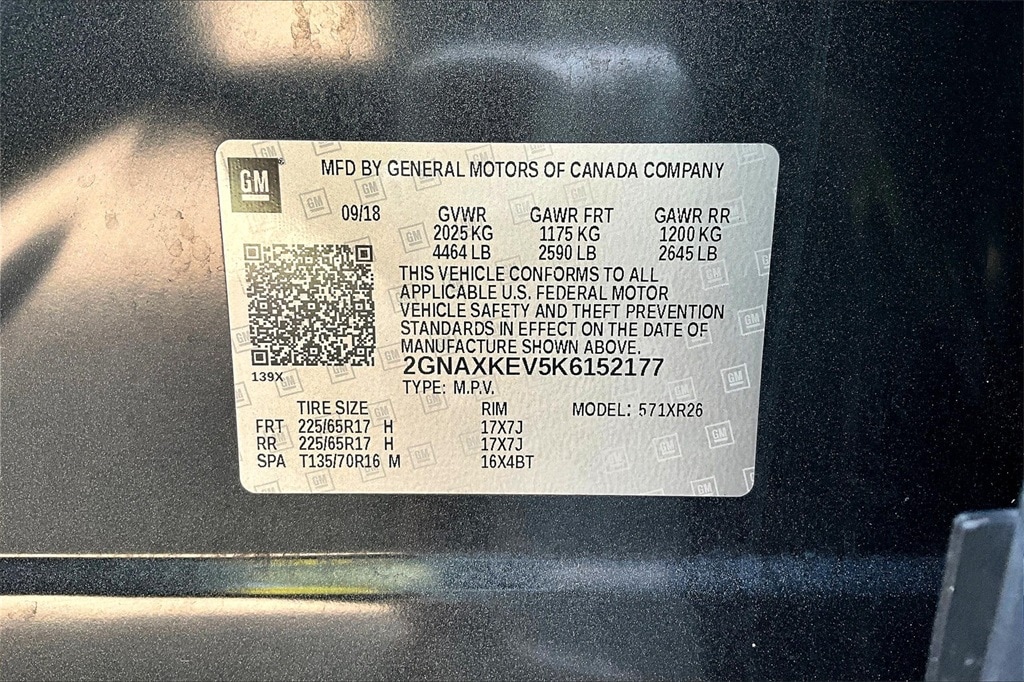 GM
MFD BY GENERAL MOTORS OF CANADA COMPANY
09/18 GVWR GAWR FRT GAWR RR
2025 KG 1175 KG 1200 KG
4464 LB 2590 LB 2645 LB
THIS VEHICLE CONFORMS TO ALL
APPLICABLE U.S. FEDERAL MOTOR
VEHICLE SAFETY AND THEFT PREVENTION
STANDARDS IN EFFECT ON THE DATE OF
MANUFACTURE SHOWN ABOVE.
139X 2GNAXKEV5K6152177
TYPE: M.P.V.
TIRE SIZE RIM MODEL: 571XR26
FRT 225/65R17 H 17X7J
RR 225/65R17 H 17X7J
SPA T135/70R16 M 16X4BT